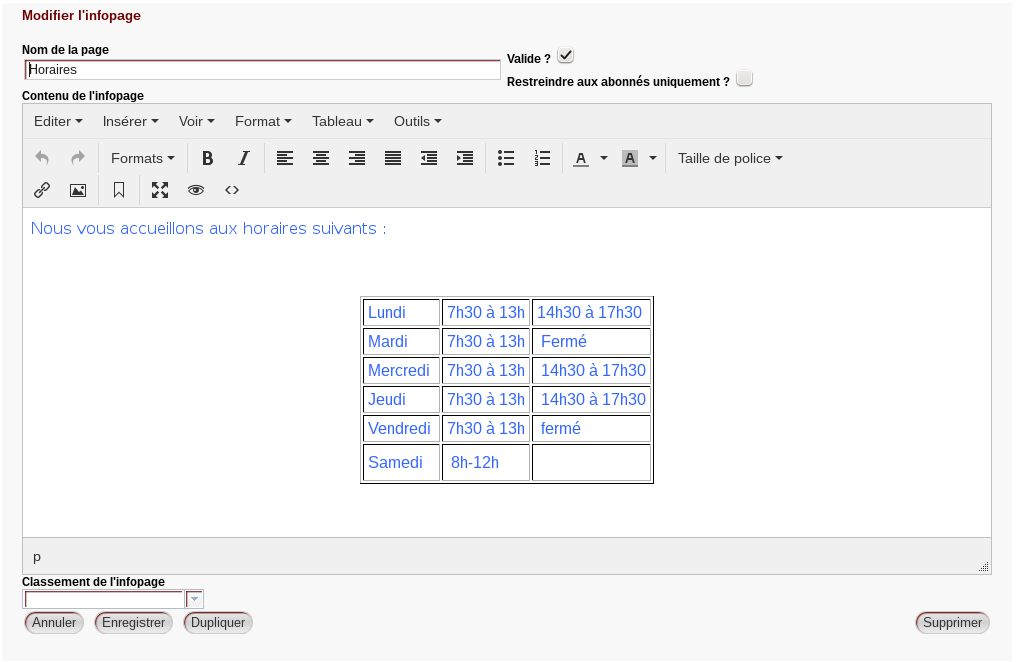 Modifier l'infopage
Nom de la page
Horaires
Valide ?
Restreindre aux abonnés uniquement ?
Contenu de l'infopage
Editer Insérer Voir Format Tableau Outils
Formats B I A A Taille de police
Nous vous accueillons aux horaires suivants :
Lundi 7h30 à 13h 14h30 à 17h30
Mardi 7h30 à 13h Fermé
Mercredi 7h30 à 13h 14h30 à 17h30
Jeudi 7h30 à 13h 14h30 à 17h30
Vendredi 7h30 à 13h fermé
Samedi 8h-12h
p
Classement de l'infopage
Annuler Enregistrer Dupliquer Supprimer